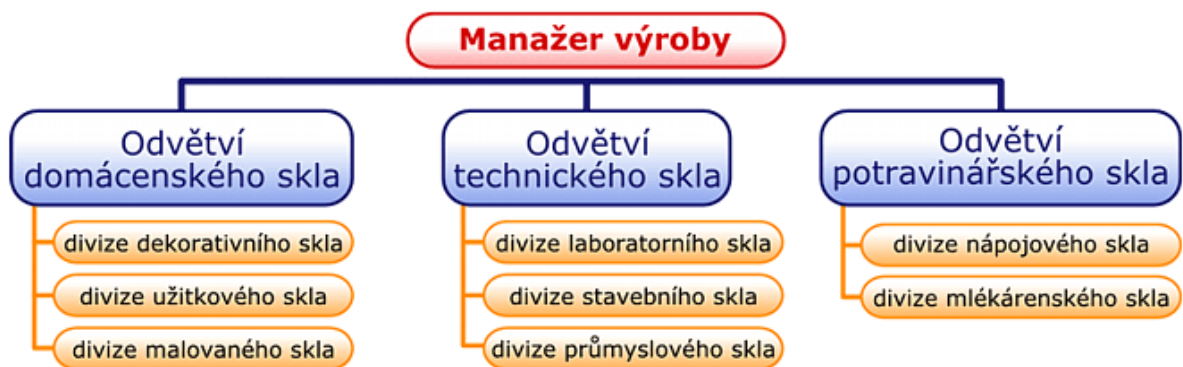 Manažer výroby
Odvětví
domácenského skla
divize dekorativního skla
divize užitkového skla
divize malovaného skla
Odvětví
technického skla
divize laboratorního skla
divize stavebního skla
divize průmyslového skla
Odvětví
potravinářského skla
divize nápojového skla
divize mlékárenského skla